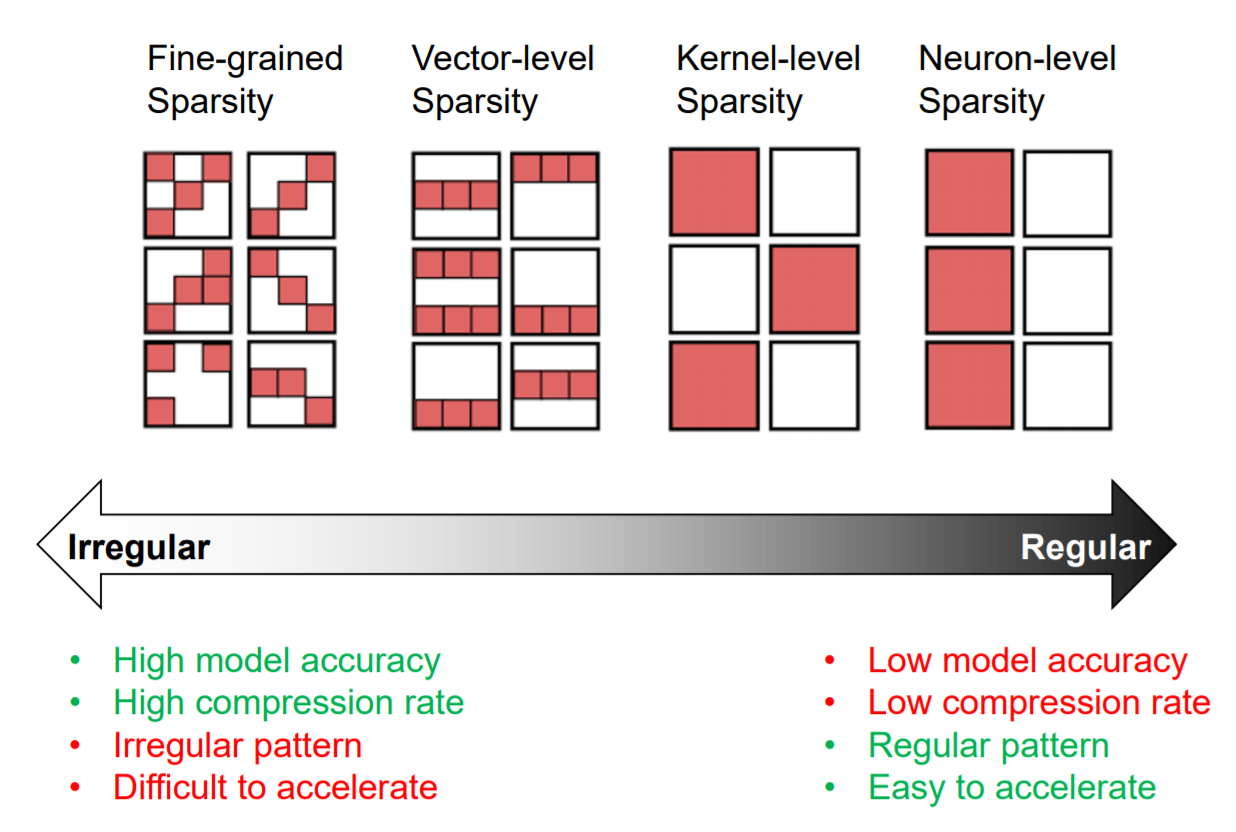 Fine-grained
Sparsity
Vector-level
Sparsity
Kernel-level
Sparsity
Neuron-level
Sparsity
Irregular
Regular
• High model accuracy
• High compression rate
• Irregular pattern
• Difficult to accelerate
• Low model accuracy
• Low compression rate
• Regular pattern
• Easy to accelerate